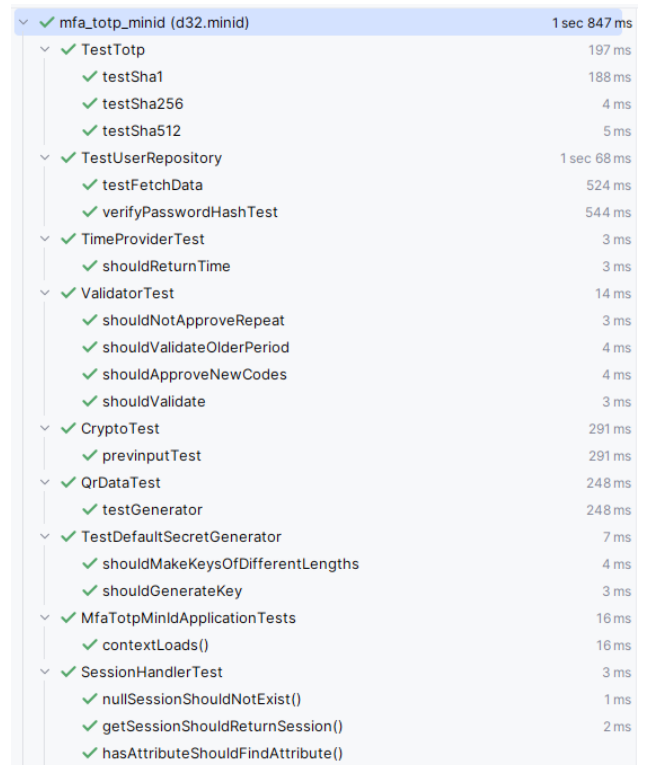 mfa_totp_minid (d32.minid) 1 sec 847 ms
TestTotp 197 ms
testSha1 188 ms
testSha256 4 ms
testSha512 5 ms
TestUserRepository 1 sec 68 ms
testFetchData 524 ms
verifyPasswordHashTest 544 ms
TimeProviderTest 3 ms
shouldReturnTime 3 ms
ValidatorTest 14 ms
shouldNotApproveRepeat 3 ms
shouldValidateOlderPeriod 4 ms
shouldApproveNewCodes 4 ms
shouldValidate 3 ms
CryptoTest 291 ms
previnputTest 291 ms
QrDataTest 248 ms
testGenerator 248 ms
TestDefaultSecretGenerator 7 ms
shouldMakeKeysOfDifferentLengths 4 ms
shouldGenerateKey 3 ms
MfaTotpMinIdApplicationTests 16 ms
contextLoads() 16 ms
SessionHandlerTest 3 ms
nullSessionShouldNotExist() 1 ms
getSessionShouldReturnSession() 2 ms
hasAttributeShouldFindAttribute()